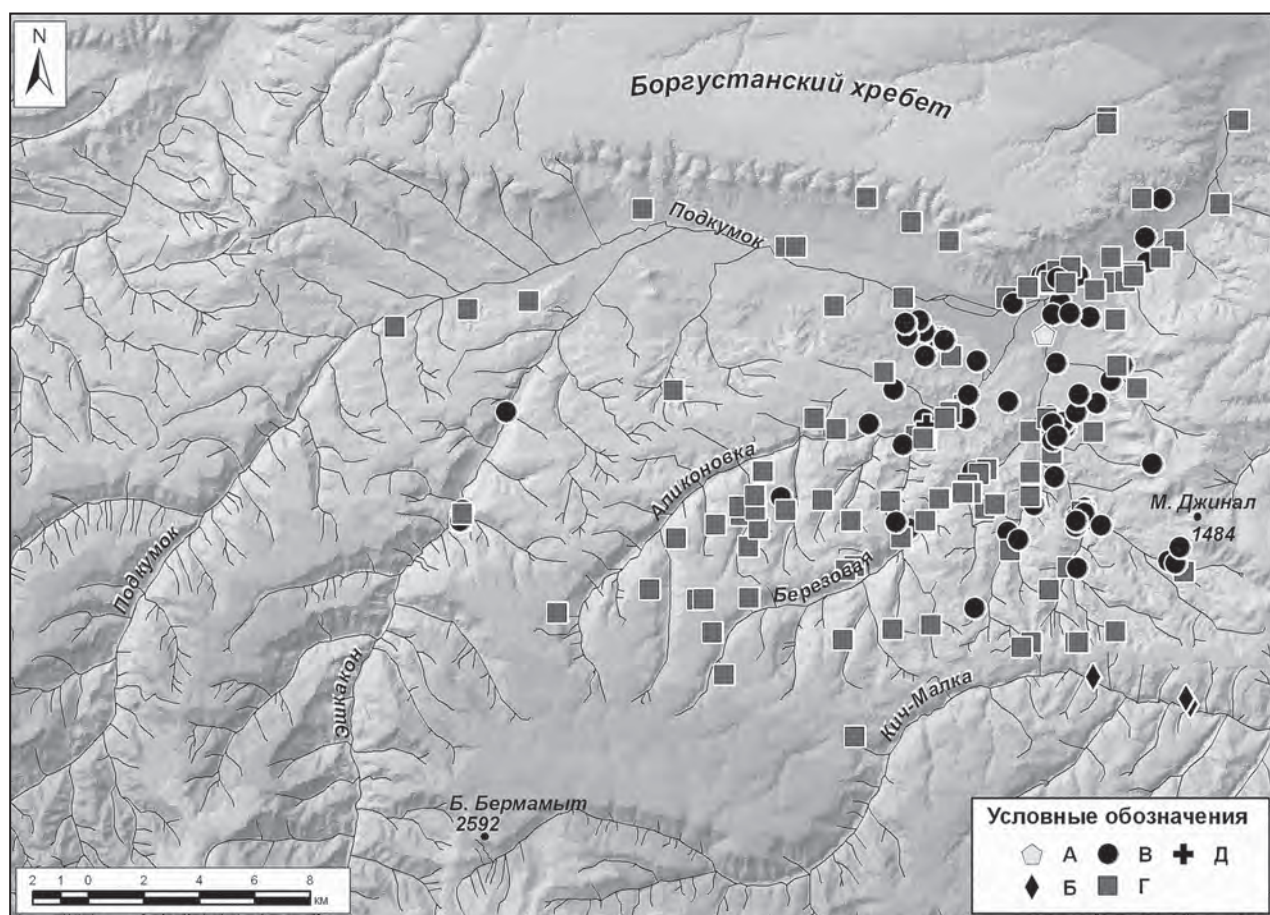 N
Боргустанский хребет
Подкумок
Аликоновка
М. Джинал
1484
Подкумок
Березовая
Эшкакон
Кич-Малка
Б. Бермамыт
2592
Условные обозначения
А В Д
Б Г
2 1 0 2 4 6 8
км